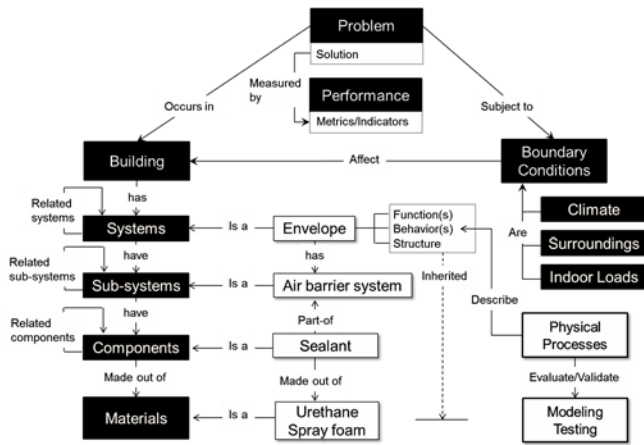 Problem
Solution
Measured
by
Performance
Metrics/Indicators
Occurs in
Subject to
Building
Affect
Boundary
Conditions
has
Related
systems
Systems
Is a
Envelope
Function(s)
Behavior(s)
Structure
Climate
Are
Surroundings
Indoor Loads
have
has
Inherited
Related
sub-systems
Sub-systems
Is a
Air barrier system
Describe
have
Part-of
Related
components
Components
Is a
Sealant
Physical
Processes
Made out of
Made out of
Evaluate/Validate
Materials
Is a
Urethane
Spray foam
Modeling
Testing